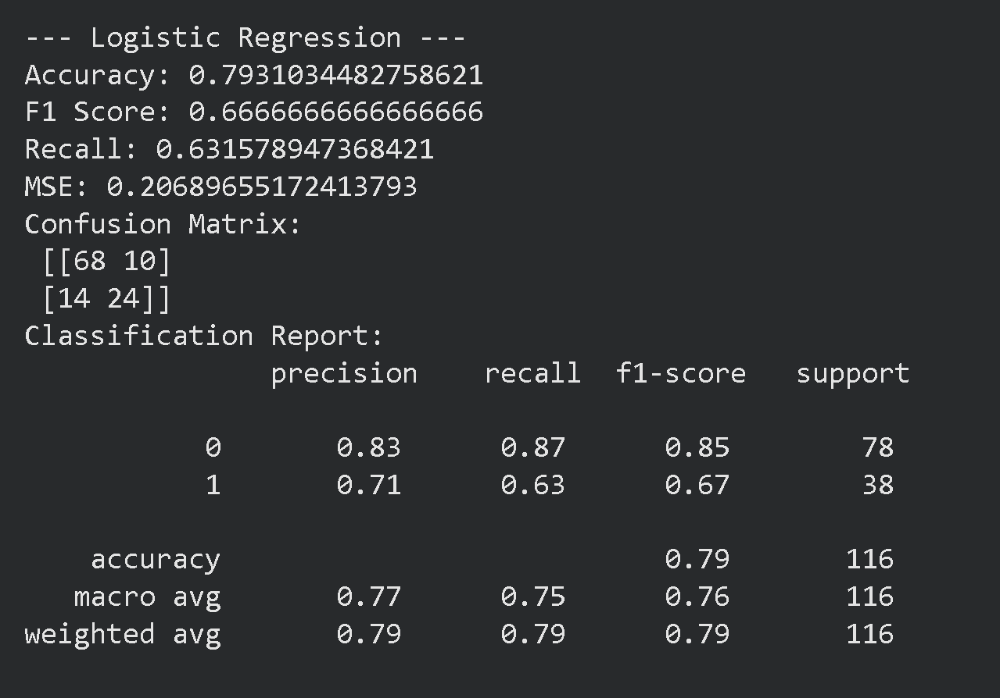 --- Logistic Regression ---
Accuracy: 0.7931034482758621
F1 Score: 0.6666666666666666
Recall: 0.631578947368421
MSE: 0.20689655172413793
Confusion Matrix:
[[68 10]
[14 24]]
Classification Report:
precision recall f1-score support
0 0.83 0.87 0.85 78
1 0.71 0.63 0.67 38
accuracy 0.79 116
macro avg 0.77 0.75 0.76 116
weighted avg 0.79 0.79 0.79 116